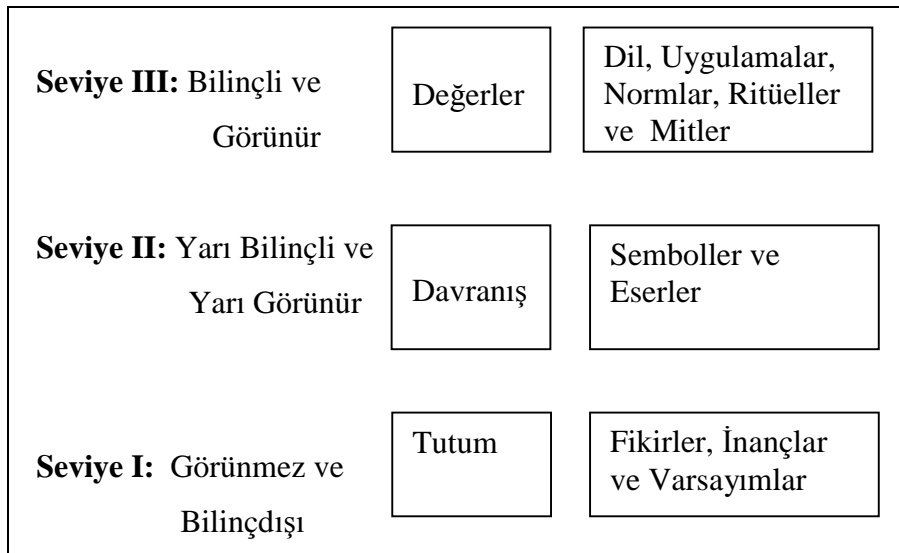 Seviye III: Bilinçli ve
Görünür
Değerler
Dil, Uygulamalar,
Normlar, Ritüeller
ve Mitler
Seviye II: Yarı Bilinçli ve
Yarı Görünür
Davranış
Semboller ve
Eserler
Seviye I: Görünmez ve
Bilinçdışı
Tutum
Fikirler, İnançlar
ve Varsayımlar